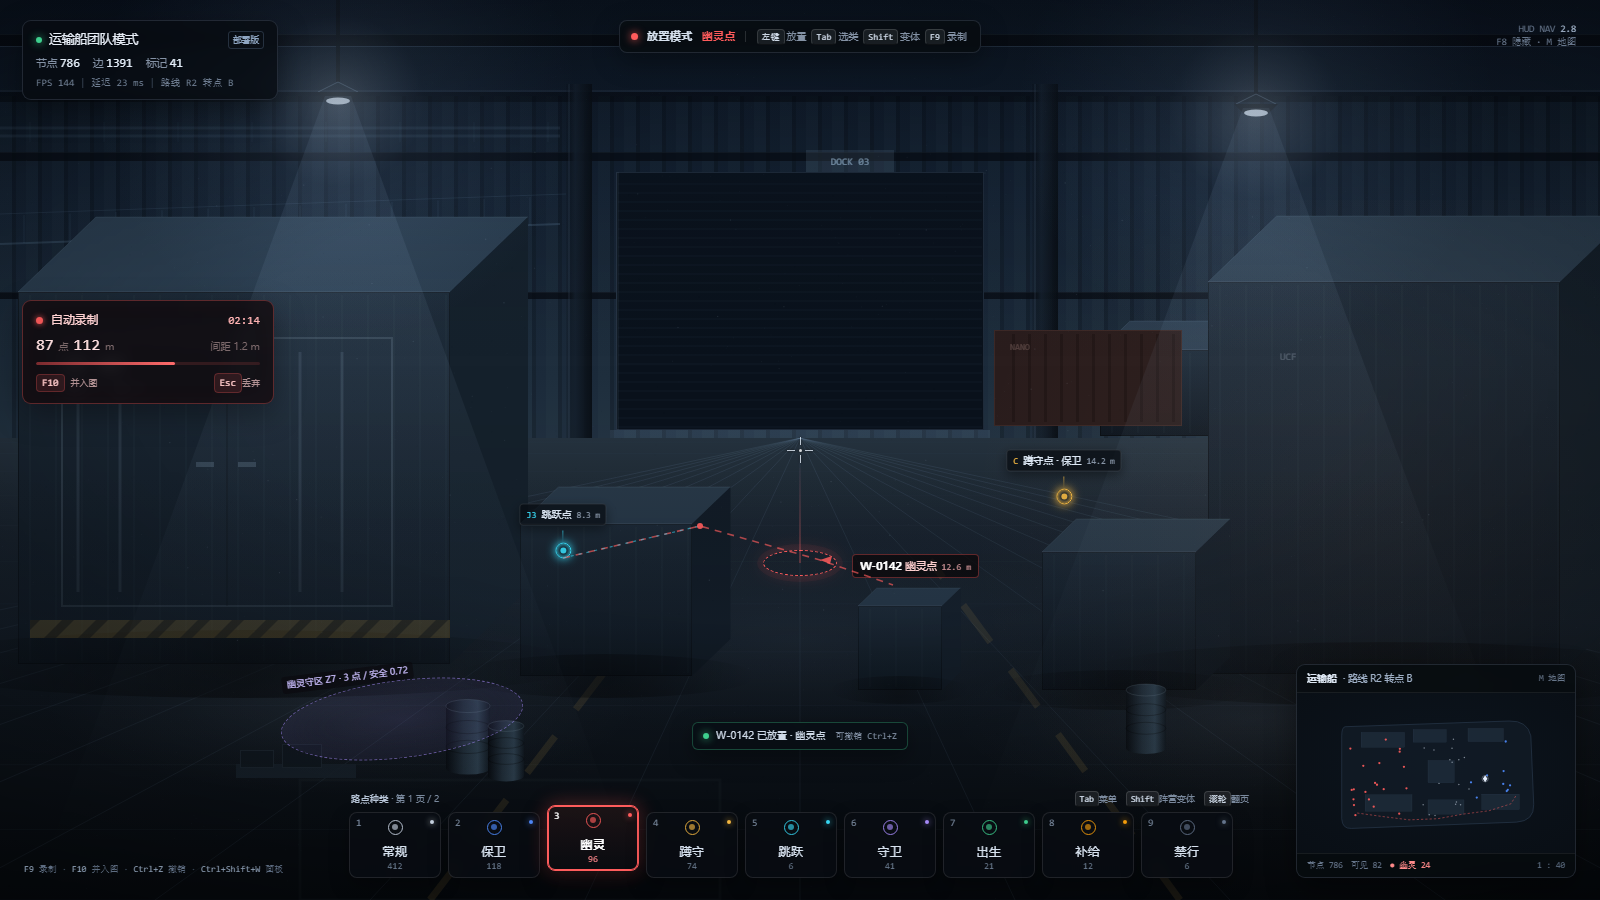 运输船团队模式 部署版
节点 786 边 1391 标记 41
FPS 144 | 延迟 23 ms | 路线 R2 转点 B
放置模式 幽灵点 左键 放置 Tab 选类 Shift 变体 F9 录制
HUD NAV 2.8
F8 隐藏 · M 地图
DOCK 03
自动录制 02:14
87 点 112 m 间距 1.2 m
F10 并入图 Esc 丢弃
NANO
UCF
C 蹲守点 · 保卫 14.2 m
J3 跳跃点 8.3 m
W-0142 幽灵点 12.6 m
幽灵守区 Z7 · 3 点 / 安全 0.72
W-0142 已放置 · 幽灵点 可撤销 Ctrl+Z
运输船 · 路线 R2 转点 B M 地图
节点 786 可见 82 幽灵 24 1 : 40
路点种类 · 第 1 页 / 2 Tab 菜单 Shift 阵营变体 滚轮 翻页
1 常规 412
2 保卫 118
3 幽灵 96
4 蹲守 74
5 跳跃 6
6 守卫 41
7 出生 21
8 补给 12
9 禁行 6
F9 录制 · F10 并入图 · Ctrl+Z 撤销 · Ctrl+Shift+W 面板